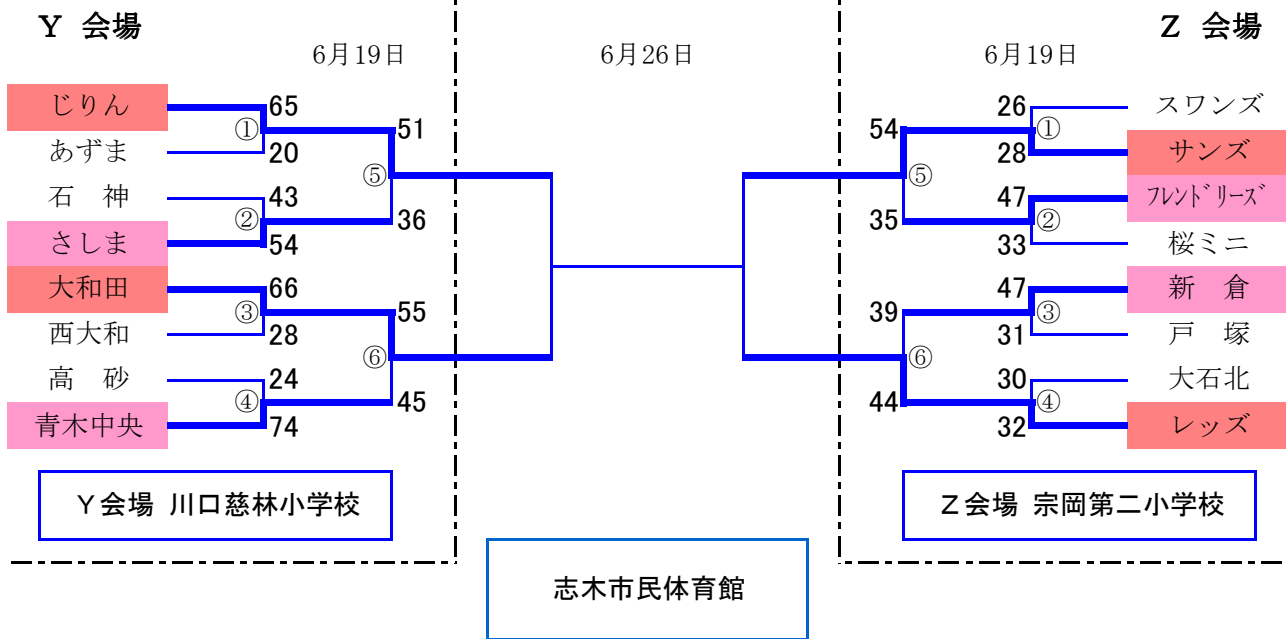 Y 会場
Z 会場
6月19日
6月26日
6月19日
じりん
65
①
あずま
20
51
⑤
石 神
43
②
さしま
54
36
大和田
66
③
西大和
28
55
⑥
高 砂
24
④
青木中央
74
45
スワンズ
26
①
サンズ
28
54
⑤
フレンドリーズ
47
②
桜ミニ
33
35
新 倉
47
③
戸 塚
31
39
⑥
大石北
30
④
レッズ
32
44
Y会場 川口慈林小学校
Z会場 宗岡第二小学校
志木市民体育館